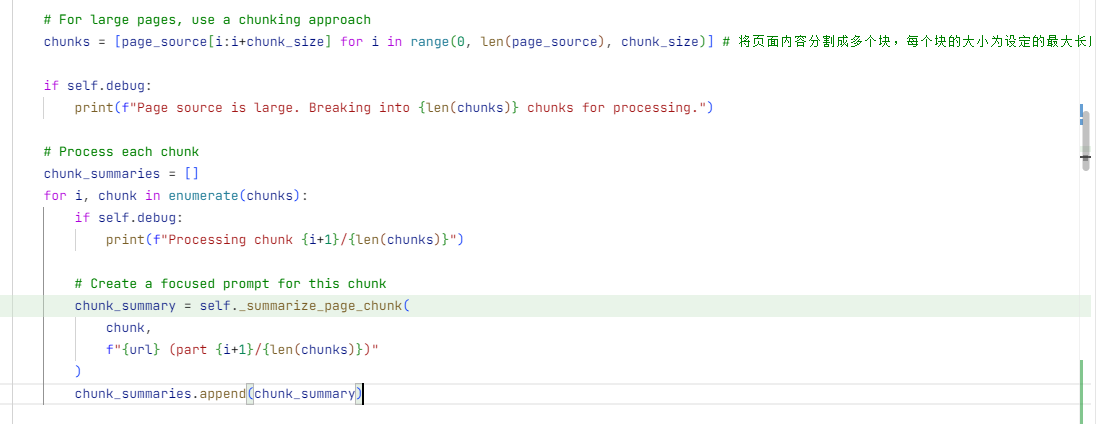 # For large pages, use a chunking approach
chunks = [page_source[i:i+chunk_size] for i in range(0, len(page_source), chunk_size)] # 将页面内容分割成多个块，每个块的大小为设定的最大长
if self.debug:
print(f"Page source is large. Breaking into {len(chunks)} chunks for processing.")
# Process each chunk
chunk_summaries = []
for i, chunk in enumerate(chunks):
if self.debug:
print(f"Processing chunk {i+1}/{len(chunks)}")
# Create a focused prompt for this chunk
chunk_summary = self._summarize_page_chunk(
chunk,
f"{url} (part {i+1}/{len(chunks)})"
)
chunk_summaries.append(chunk_summary)